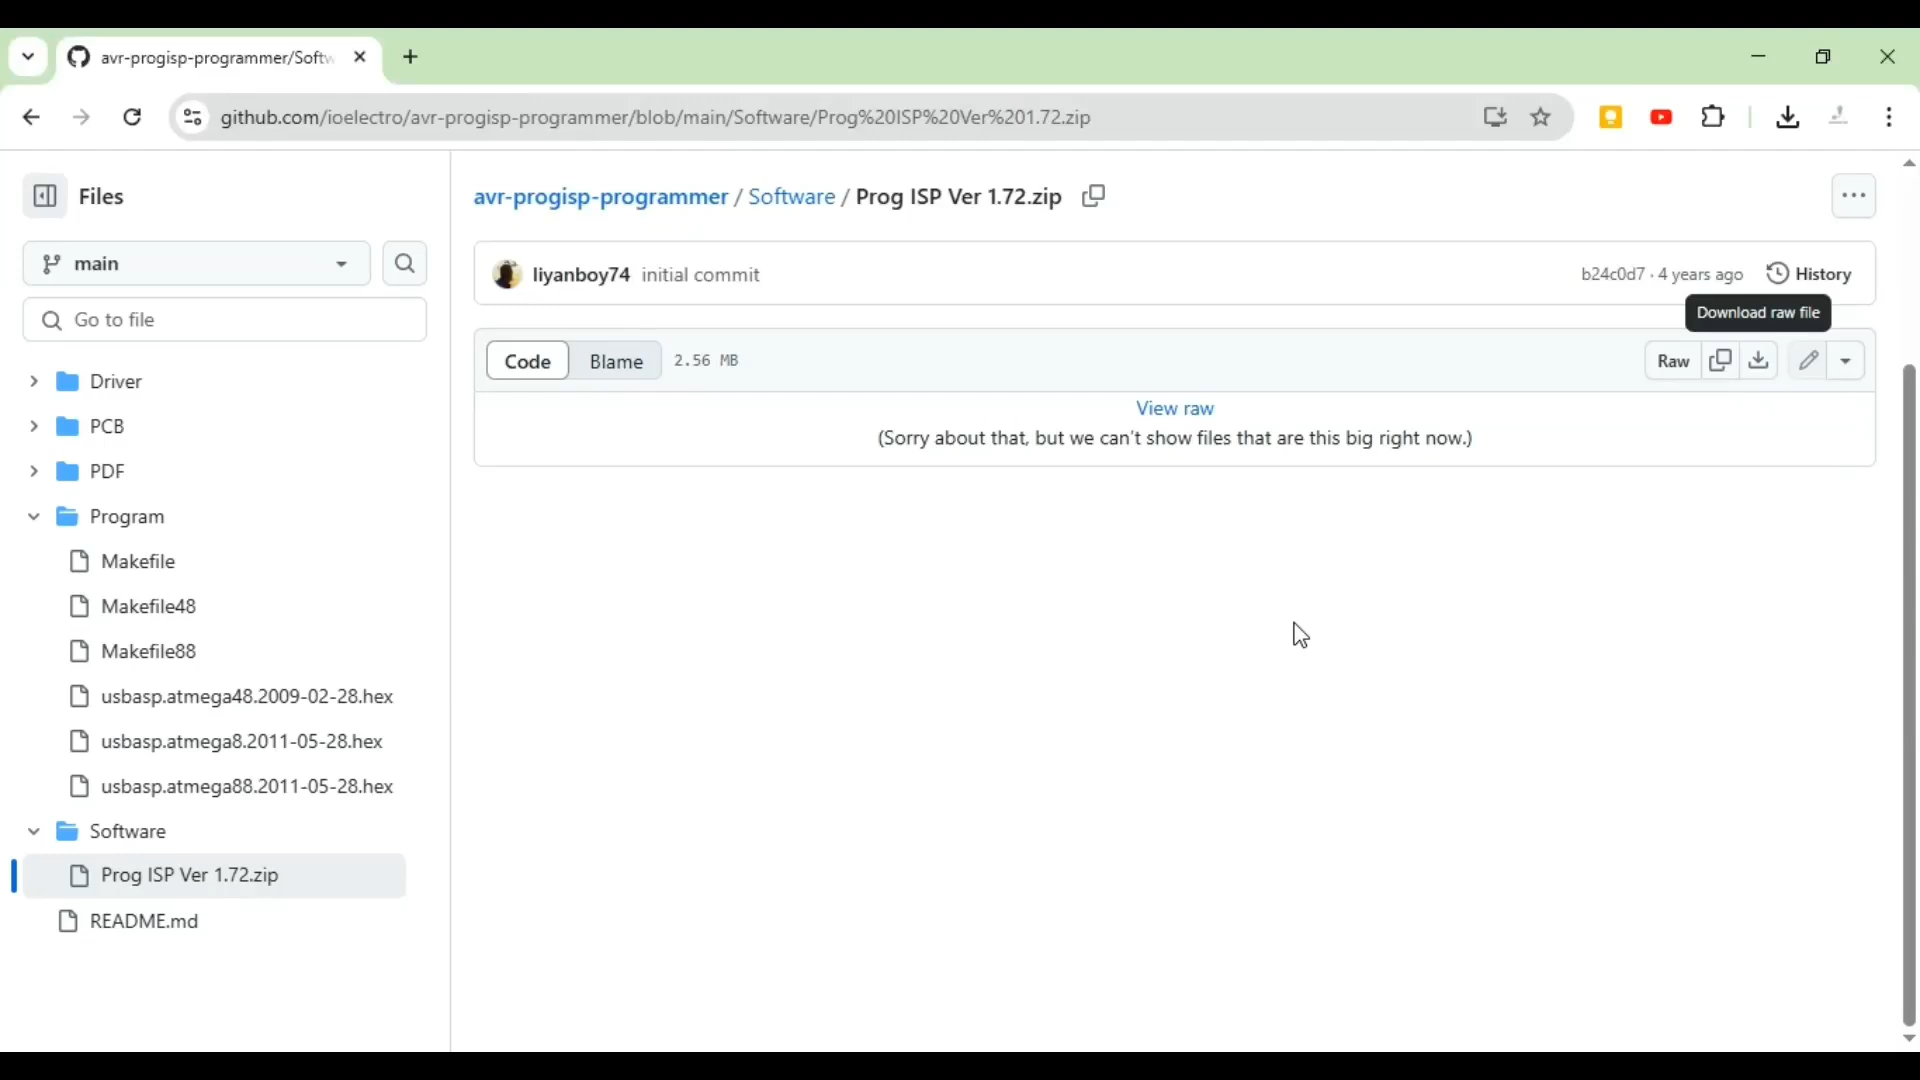 avr-progisp-programmer/Softw
github.com/ioelectro/avr-progisp-programmer/blob/main/Software/Prog%20ISP%20Ver%201.72.zip
Files
avr-progisp-programmer / Software / Prog ISP Ver 1.72.zip
main
liyanboy74 initial commit
b24c0d7 · 4 years ago
History
Go to file
Download raw file
Code
Blame
2.56 MB
Raw
View raw
(Sorry about that, but we can't show files that are this big right now.)
Driver
PCB
PDF
Program
Makefile
Makefile48
Makefile88
usbasp.atmega48.2009-02-28.hex
usbasp.atmega8.2011-05-28.hex
usbasp.atmega88.2011-05-28.hex
Software
Prog ISP Ver 1.72.zip
README.md